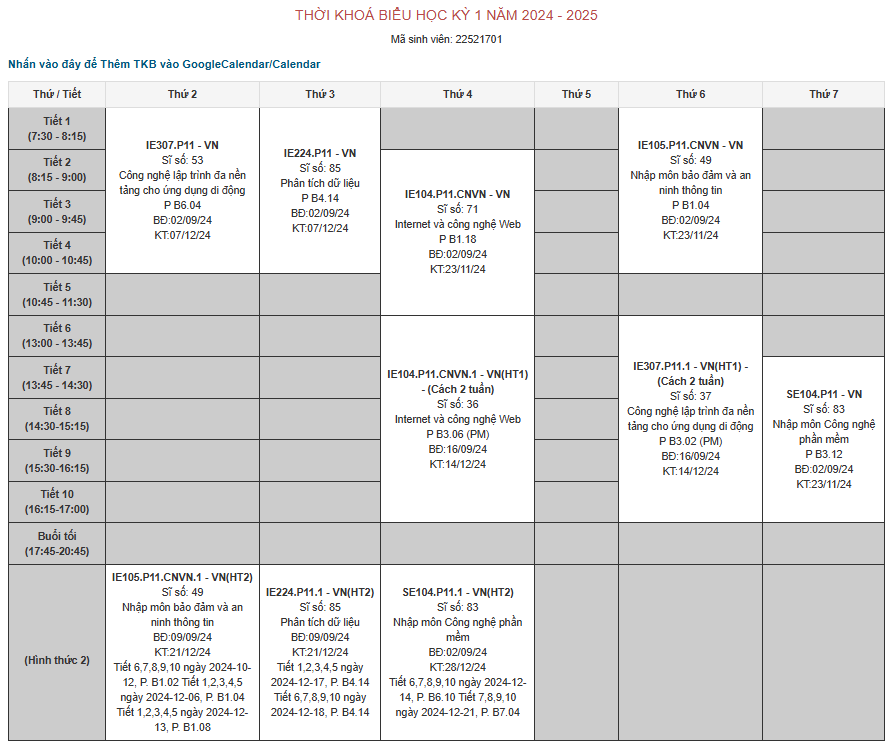 THỜI KHOÁ BIỂU HỌC KỲ 1 NĂM 2024 - 2025
Mã sinh viên: 22521701
Nhấn vào đây để Thêm TKB vào GoogleCalendar/Calendar
Thứ / Tiết
Thứ 2
Thứ 3
Thứ 4
Thứ 5
Thứ 6
Thứ 7
Tiết 1
(7:30 - 8:15)
Tiết 2
(8:15 - 9:00)
Tiết 3
(9:00 - 9:45)
Tiết 4
(10:00 - 10:45)
Tiết 5
(10:45 - 11:30)
IE307.P11 - VN
Sĩ số: 53
Công nghệ lập trình đa nền
tảng cho ứng dụng di động
P B6.04
BĐ:02/09/24
KT:07/12/24
IE224.P11 - VN
Sĩ số: 85
Phân tích dữ liệu
P B4.14
BĐ:02/09/24
KT:07/12/24
IE104.P11.CNVN - VN
Sĩ số: 71
Internet và công nghệ Web
P B1.18
BĐ:02/09/24
KT:23/11/24
IE105.P11.CNVN - VN
Sĩ số: 49
Nhập môn bảo đảm và an
ninh thông tin
P B1.04
BĐ:02/09/24
KT:23/11/24
Tiết 6
(13:00 - 13:45)
Tiết 7
(13:45 - 14:30)
Tiết 8
(14:30-15:15)
Tiết 9
(15:30-16:15)
Tiết 10
(16:15-17:00)
IE104.P11.CNVN.1 - VN(HT1)
- (Cách 2 tuần)
Sĩ số: 36
Internet và công nghệ Web
P B3.06 (PM)
BĐ:16/09/24
KT:14/12/24
IE307.P11.1 - VN(HT1) -
(Cách 2 tuần)
Sĩ số: 37
Công nghệ lập trình đa nền
tảng cho ứng dụng di động
P B3.02 (PM)
BĐ:16/09/24
KT:14/12/24
SE104.P11 - VN
Sĩ số: 83
Nhập môn Công nghệ
phần mềm
P B3.12
BĐ:02/09/24
KT:23/11/24
Buổi tối
(17:45-20:45)
(Hình thức 2)
IE105.P11.CNVN.1 - VN(HT2)
Sĩ số: 49
Nhập môn bảo đảm và an
ninh thông tin
BĐ:09/09/24
KT:21/12/24
Tiết 6,7,8,9,10 ngày 2024-10-
12, P. B1.02 Tiết 1,2,3,4,5
ngày 2024-12-06, P. B1.04
Tiết 1,2,3,4,5 ngày 2024-12-
13, P. B1.08
IE224.P11.1 - VN(HT2)
Sĩ số: 85
Phân tích dữ liệu
BĐ:09/09/24
KT:21/12/24
Tiết 1,2,3,4,5 ngày
2024-12-17, P. B4.14
Tiết 6,7,8,9,10 ngày
2024-12-18, P. B4.14
SE104.P11.1 - VN(HT2)
Sĩ số: 83
Nhập môn Công nghệ phần
mềm
BĐ:02/09/24
KT:28/12/24
Tiết 6,7,8,9,10 ngày 2024-12-
14, P. B6.10 Tiết 7,8,9,10
ngày 2024-12-21, P. B7.04